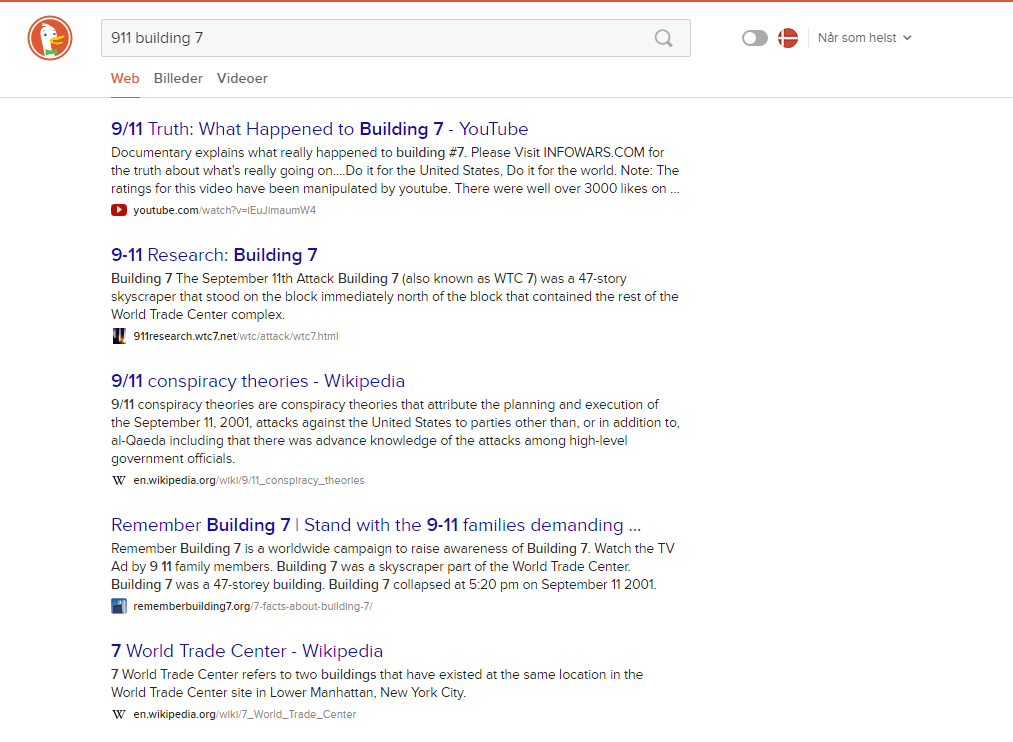 911 building 7
Når som helst
Web Billeder Videoer
9/11 Truth: What Happened to Building 7 - YouTube
Documentary explains what really happened to building #7. Please Visit INFOWARS.COM for
the truth about what's really going on....Do it for the United States, Do it for the world. Note: The
ratings for this video have been manipulated by youtube. There were well over 3000 likes on ...
youtube.com/watch?v=iEuJimaumW4
9-11 Research: Building 7
Building 7 The September 11th Attack Building 7 (also known as WTC 7) was a 47-story
skyscraper that stood on the block immediately north of the block that contained the rest of the
World Trade Center complex.
911research.wtc7.net/wtc/attack/wtc7.html
9/11 conspiracy theories - Wikipedia
9/11 conspiracy theories are conspiracy theories that attribute the planning and execution of
the September 11, 2001, attacks against the United States to parties other than, or in addition to,
al-Qaeda including that there was advance knowledge of the attacks among high-level
government officials.
W en.wikipedia.org/wiki/9/11_conspiracy_theories
Remember Building 7 | Stand with the 9-11 families demanding ...
Remember Building 7 is a worldwide campaign to raise awareness of Building 7. Watch the TV
Ad by 9 11 family members. Building 7 was a skyscraper part of the World Trade Center.
Building 7 was a 47-storey building. Building 7 collapsed at 5:20 pm on September 11 2001.
rememberbuilding7.org/7-facts-about-building-7/
7 World Trade Center - Wikipedia
7 World Trade Center refers to two buildings that have existed at the same location in the
World Trade Center site in Lower Manhattan, New York City.
W en.wikipedia.org/wiki/7_World_Trade_Center